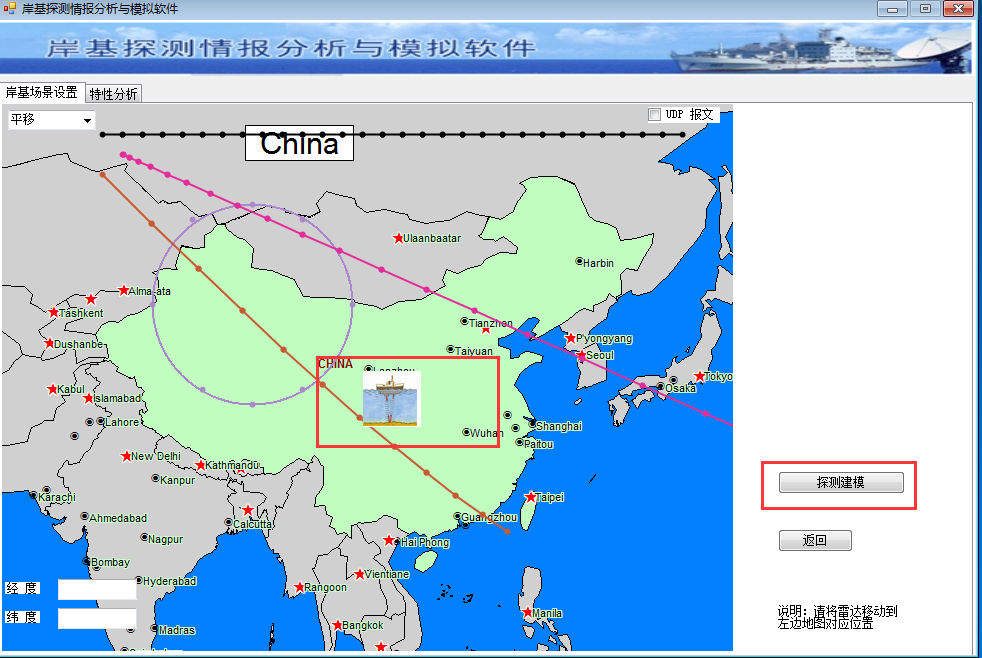 岸基探测情报分析与模拟软件
岸基探测情报分析与模拟软件
岸基场景设置 特性分析
平移
UDP 报文
China
Ulaanbaatar
Harbin
Alma-ata
Tashkent
Dushanbe
Pyongyang
Seoul
Taiyuan
CHINA
Tokyo
Osaka
Kabul
Islamabad
Lahore
Wuhan
Shanghai
New Delhi
Kathmandu
Kanpur
Karachi
Taipei
Ahmedabad
Guangzhou
Calcutta
Nagpur
Hai Phong
Bombay
Vientiane
Hyderabad
Rangoon
Manila
Bangkok
Madras
经 度
纬 度
探测建模
返回
说明：请将雷达移动到
左边地图对应位置